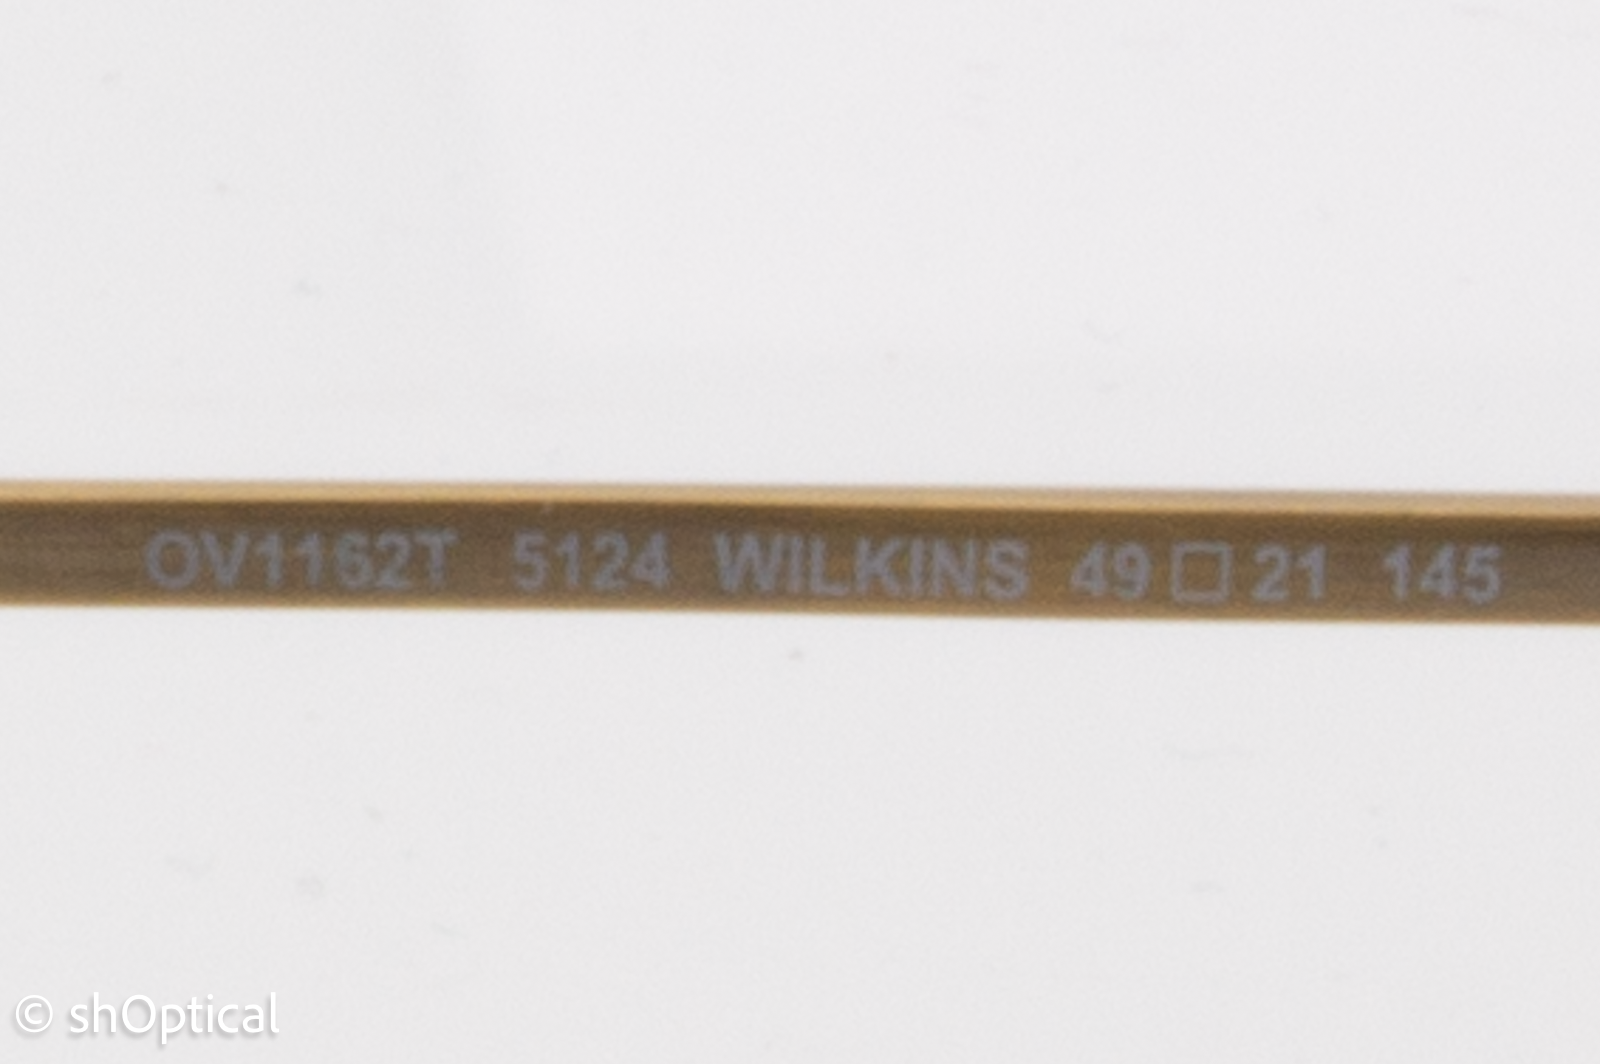 OV1162T 5124 WILKINS 49□21 145
© shOptical